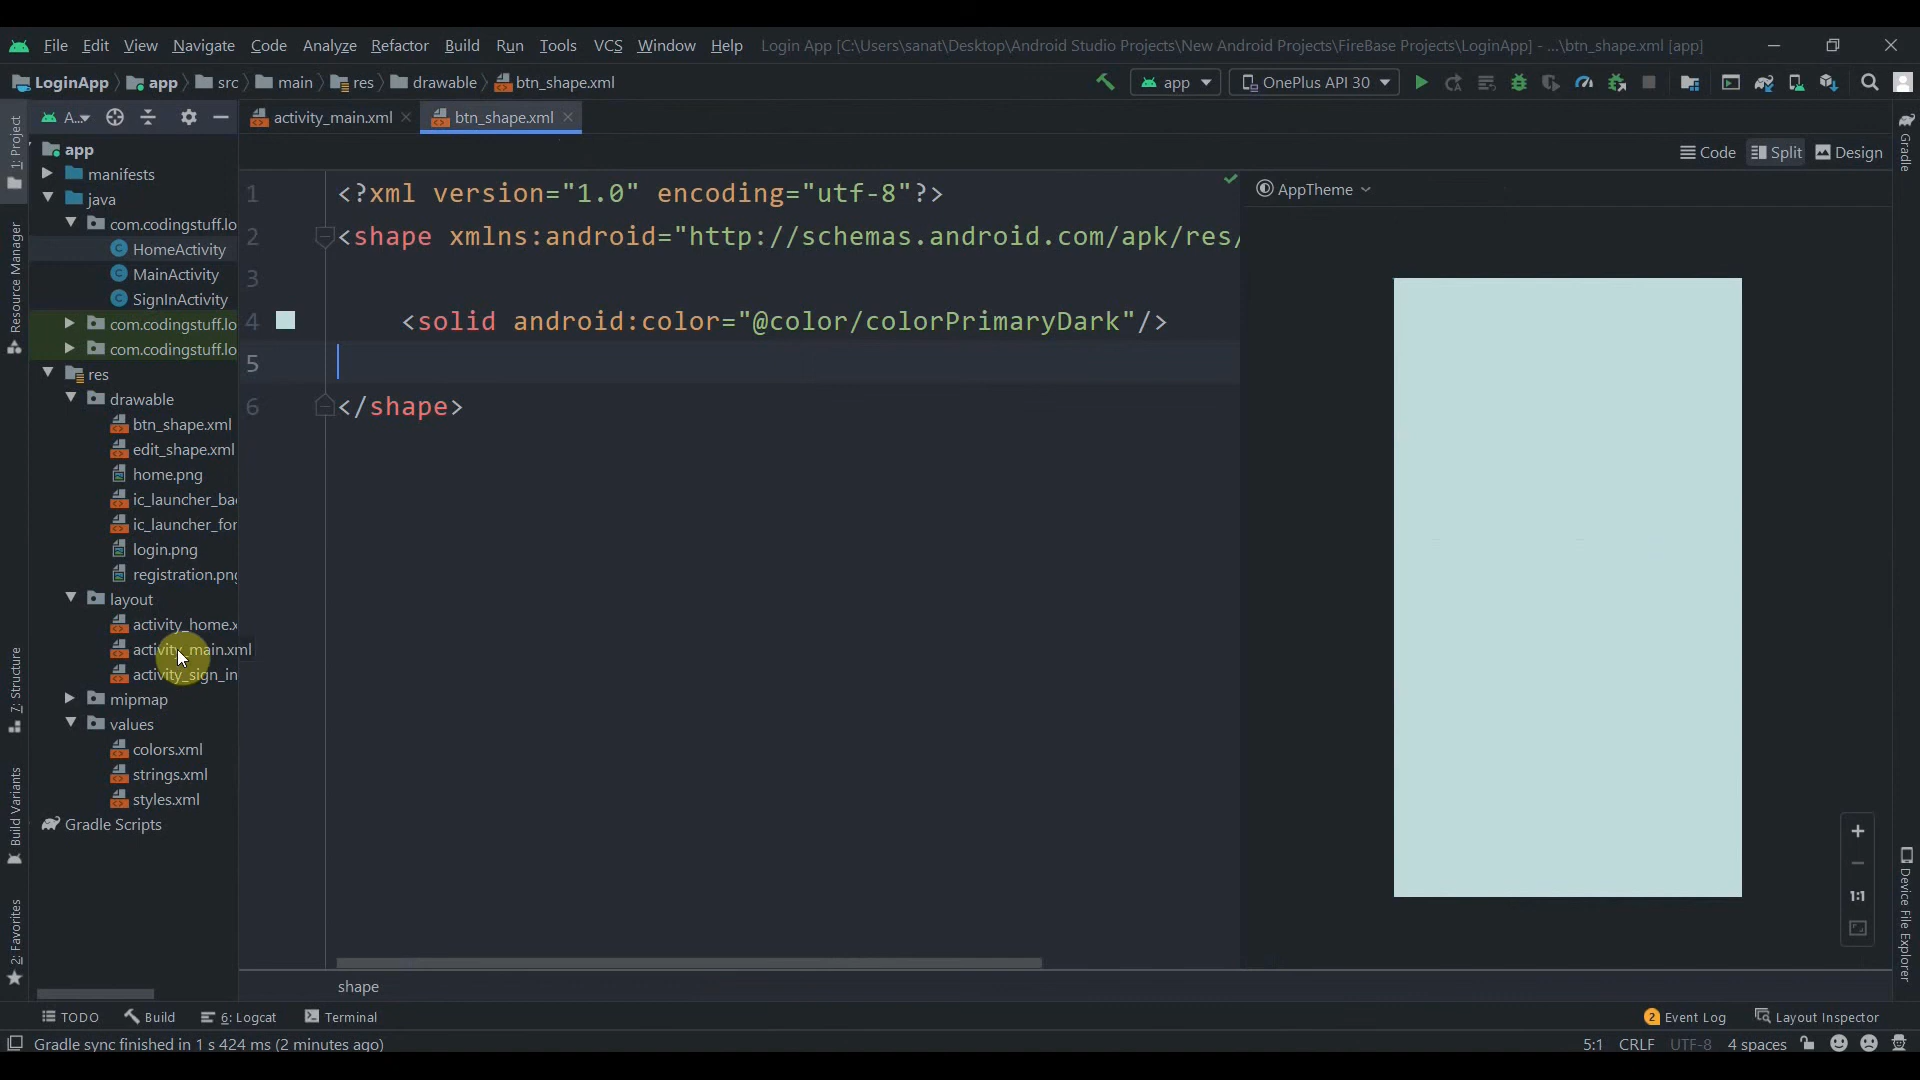 File Edit View Navigate Code Analyze Refactor Build Run Tools VCS Window Help Login App [C:\Users\sanat\Desktop\Android Studio Projects\New Android Projects\FireBase Projects\LoginApp] - ...\btn_shape.xml [app]
LoginApp app src main res drawable btn_shape.xml app OnePlus API 30
A... activity_main.xml btn_shape.xml
Code Split Design
1: Project
Resource Manager
7: Structure
Build Variants
2: Favorites
app
manifests
java
com.codingstuff.lo
HomeActivity
MainActivity
SignInActivity
com.codingstuff.lo
com.codingstuff.lo
res
drawable
btn_shape.xml
edit_shape.xml
home.png
ic_launcher_bac
ic_launcher_for
login.png
registration.png
layout
activity_home.x
activity_main.xml
activity_sign_in
mipmap
values
colors.xml
strings.xml
styles.xml
Gradle Scripts
1 <?xml version="1.0" encoding="utf-8"?>
2 <shape xmlns:android="http://schemas.android.com/apk/res/
3
4 <solid android:color="@color/colorPrimaryDark"/>
5
6 </shape>
shape
AppTheme
1:1
Gradle
Device File Explorer
TODO Build 6: Logcat Terminal 2 Event Log Layout Inspector
Gradle sync finished in 1 s 424 ms (2 minutes ago) 5:1 CRLF UTF-8 4 spaces